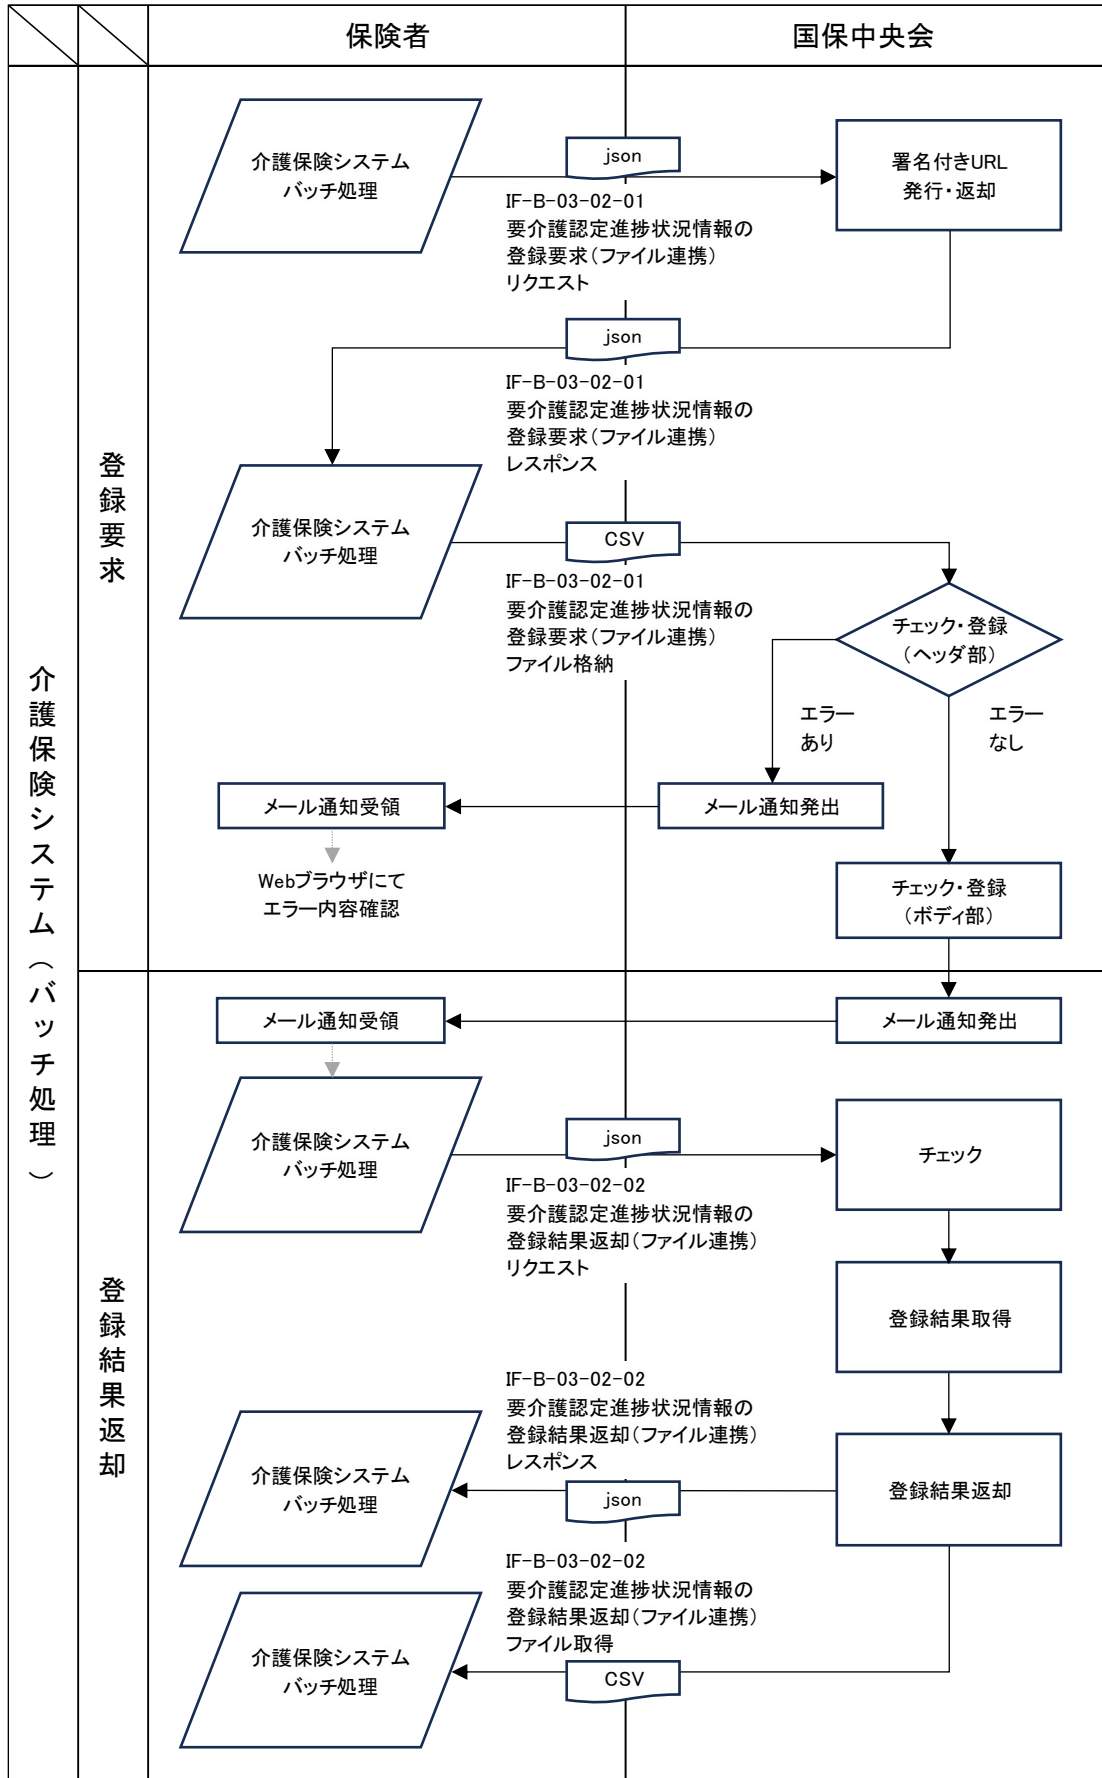 保険者
国保中央会
介護保険システム（バッチ処理）
登録要求
介護保険システム
バッチ処理
json
署名付きURL
発行・返却
IF-B-03-02-01
要介護認定進捗状況情報の
登録要求（ファイル連携）
リクエスト
json
IF-B-03-02-01
要介護認定進捗状況情報の
登録要求（ファイル連携）
レスポンス
介護保険システム
バッチ処理
CSV
IF-B-03-02-01
要介護認定進捗状況情報の
登録要求（ファイル連携）
ファイル格納
チェック・登録
（ヘッダ部）
エラー
あり
エラー
なし
メール通知受領
メール通知発出
Webブラウザにて
エラー内容確認
チェック・登録
（ボディ部）
登録結果返却
メール通知受領
メール通知発出
介護保険システム
バッチ処理
json
チェック
IF-B-03-02-02
要介護認定進捗状況情報の
登録結果返却（ファイル連携）
リクエスト
登録結果取得
IF-B-03-02-02
要介護認定進捗状況情報の
登録結果返却（ファイル連携）
レスポンス
介護保険システム
バッチ処理
json
登録結果返却
IF-B-03-02-02
要介護認定進捗状況情報の
登録結果返却（ファイル連携）
ファイル取得
介護保険システム
バッチ処理
CSV